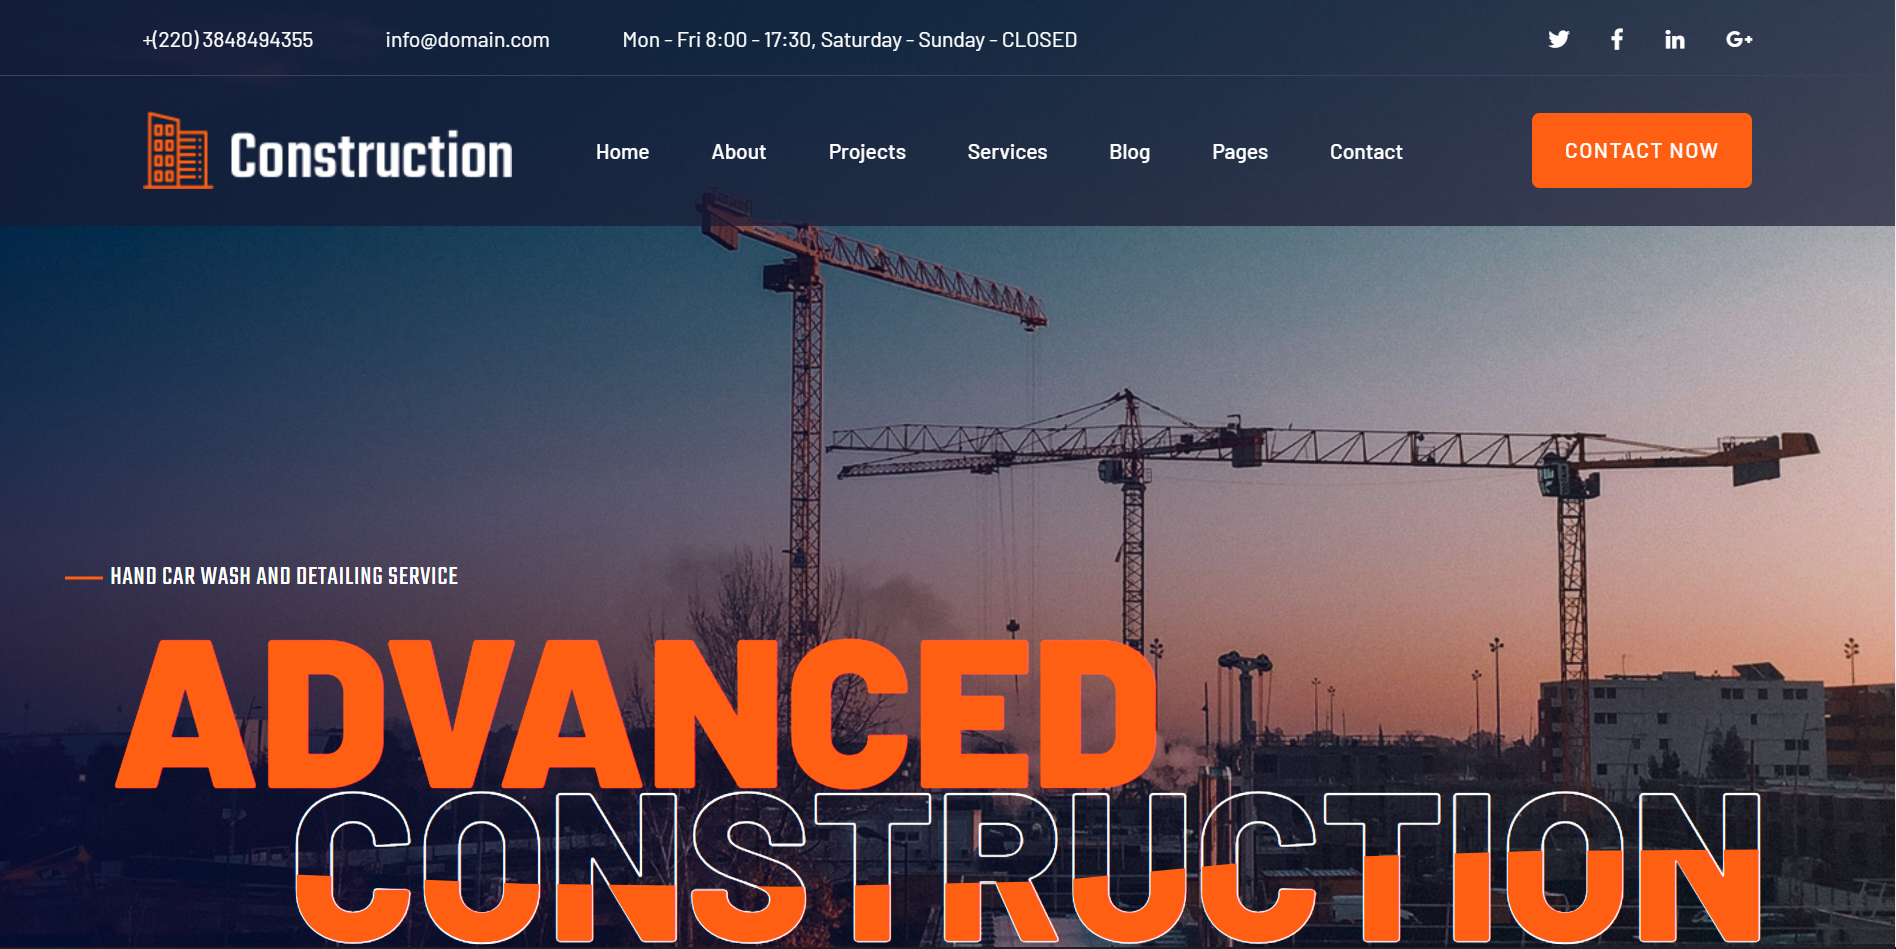 +(220) 3848494355
info@domain.com
Mon - Fri 8:00 - 17:30, Saturday - Sunday - CLOSED
G+
Construction
Home
About
Projects
Services
Blog
Pages
Contact
CONTACT NOW
HAND CAR WASH AND DETAILING SERVICE
ADVANCED
CONSTRUCTION